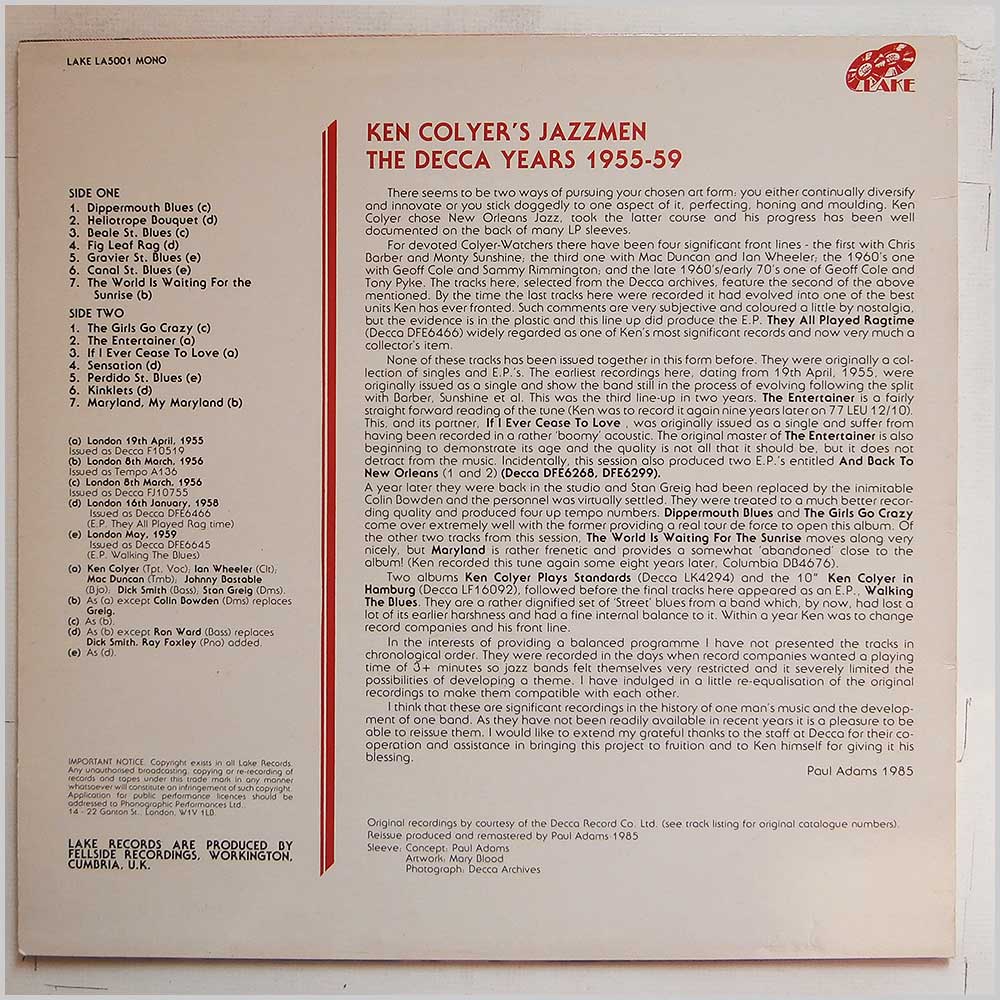 LAKE LA5001 MONO
LAKE
KEN COLYER'S JAZZMEN
THE DECCA YEARS 1955-59
SIDE ONE
1. Dippermouth Blues (c)
2. Heliotrope Bouquet (d)
3. Beale St. Blues (c)
4. Fig Leaf Rag (d)
5. Gravier St. Blues (e)
6. Canal St. Blues (e)
7. The World Is Waiting For the
Sunrise (b)
SIDE TWO
1. The Girls Go Crazy (c)
2. The Entertainer (a)
3. If I Ever Cease To Love (a)
4. Sensation (d)
5. Perdido St. Blues (e)
6. Kinklets (d)
7. Maryland, My Maryland (b)
(a) London 19th April, 1955
Issued as Decca F10519
(b) London 8th March, 1956
Issued as Tempo A136
(c) London 8th March, 1956
Issued as Decca FJ10755
(d) London 16th January, 1958
Issued as Decca DFE6466
(E.P. They All Played Rag time)
(e) London May, 1959
Issued as Decca DFE6645
(E.P. Walking The Blues)
(a) Ken Colyer (Tpt, Voc); Ian Wheeler (Clt);
Mac Duncan (Tmb); Johnny Bastable
(Bjo). Dick Smith (Bass); Stan Greig (Dms).
(b) As (a) except Colin Bowden (Dms) replaces
Greig.
(c) As (b).
(d) As (b) except Ron Ward (Bass) replaces
Dick Smith. Ray Foxley (Pno) added.
(e) As (d).
IMPORTANT NOTICE. Copyright exists in all Lake Records.
Any unauthorised broadcasting, copying or re-recording of
records and tapes under this trade mark in any manner
whatsoever will constitute an infringement of such copyright.
Application for public performance licences should be
addressed to Phonographic Performances Ltd.,
14 - 22 Ganton St., London, W1V 1LB.
LAKE RECORDS ARE PRODUCED BY
FELLSIDE RECORDINGS, WORKINGTON,
CUMBRIA, U.K.
There seems to be two ways of pursuing your chosen art form; you either continually diversify
and innovate or you stick doggedly to one aspect of it, perfecting, honing and moulding. Ken
Colyer chose New Orleans Jazz, took the latter course and his progress has been well
documented on the back of many LP sleeves.
For devoted Colyer-Watchers there have been four significant front lines - the first with Chris
Barber and Monty Sunshine; the third one with Mac Duncan and Ian Wheeler; the 1960's one
with Geoff Cole and Sammy Rimmington; and the late 1960's/early 70's one of Geoff Cole and
Tony Pyke. The tracks here, selected from the Decca archives, feature the second of the above
mentioned. By the time the last tracks here were recorded it had evolved into one of the best
units Ken has ever fronted. Such comments are very subjective and coloured a little by nostalgia,
but the evidence is in the plastic and this line up did produce the E.P. They All Played Ragtime
(Decca DFE6466) widely regarded as one of Ken's most significant records and now very much a
collector's item.
None of these tracks has been issued together in this form before. They were originally a col-
lection of singles and E.P.'s. The earliest recordings here, dating from 19th April, 1955, were
originally issued as a single and show the band still in the process of evolving following the split
with Barber, Sunshine et al. This was the third line-up in two years. The Entertainer is a fairly
straight forward reading of the tune (Ken was to record it again nine years later on 77 LEU 12/10).
This, and its partner, If I Ever Cease To Love , was originally issued as a single and suffer from
having been recorded in a rather 'boomy' acoustic. The original master of The Entertainer is also
beginning to demonstrate its age and the quality is not all that it should be, but it does not
detract from the music. Incidentally, this session also produced two E.P.'s entitled And Back To
New Orleans (1 and 2) (Decca DFE6268, DFE6299).
A year later they were back in the studio and Stan Greig had been replaced by the inimitable
Colin Bowden and the personnel was virtually settled. They were treated to a much better recor-
ding quality and produced four up tempo numbers. Dippermouth Blues and The Girls Go Crazy
come over extremely well with the former providing a real tour de force to open this album. Of
the other two tracks from this session, The World Is Waiting For The Sunrise moves along very
nicely, but Maryland is rather frenetic and provides a somewhat 'abandoned' close to the
album! (Ken recorded this tune again some eight years later, Columbia DB4676).
Two albums Ken Colyer Plays Standards (Decca LK4294) and the 10" Ken Colyer in
Hamburg (Decca LF16092), followed before the final tracks here appeared as an E.P., Walking
The Blues. They are a rather dignified set of 'Street' blues from a band which, by now, had lost a
lot of its earlier harshness and had a fine internal balance to it. Within a year Ken was to change
record companies and his front line.
In the interests of providing a balanced programme I have not presented the tracks in
chronological order. They were recorded in the days when record companies wanted a playing
time of 3+ minutes so jazz bands felt themselves very restricted and it severely limited the
possibilities of developing a theme. I have indulged in a little re-equalisation of the original
recordings to make them compatible with each other.
I think that these are significant recordings in the history of one man's music and the develop-
ment of one band. As they have not been readily available in recent years it is a pleasure to be
able to reissue them. I would like to extend my grateful thanks to the staff at Decca for their co-
operation and assistance in bringing this project to fruition and to Ken himself for giving it his
blessing.
Paul Adams 1985
Original recordings by courtesy of the Decca Record Co. Ltd. (see track listing for original catalogue numbers).
Reissue produced and remastered by Paul Adams 1985
Sleeve: Concept: Paul Adams
Artwork: Mary Blood
Photograph: Decca Archives